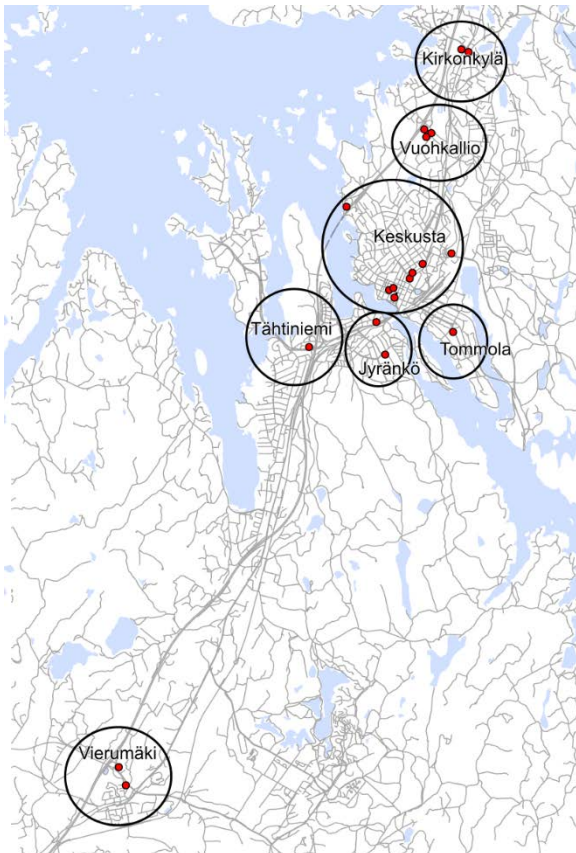 Kirkonkylä
Vuohkallio
Keskusta
Tähtiniemi
Jyränkö
Tommola
Vierumäki